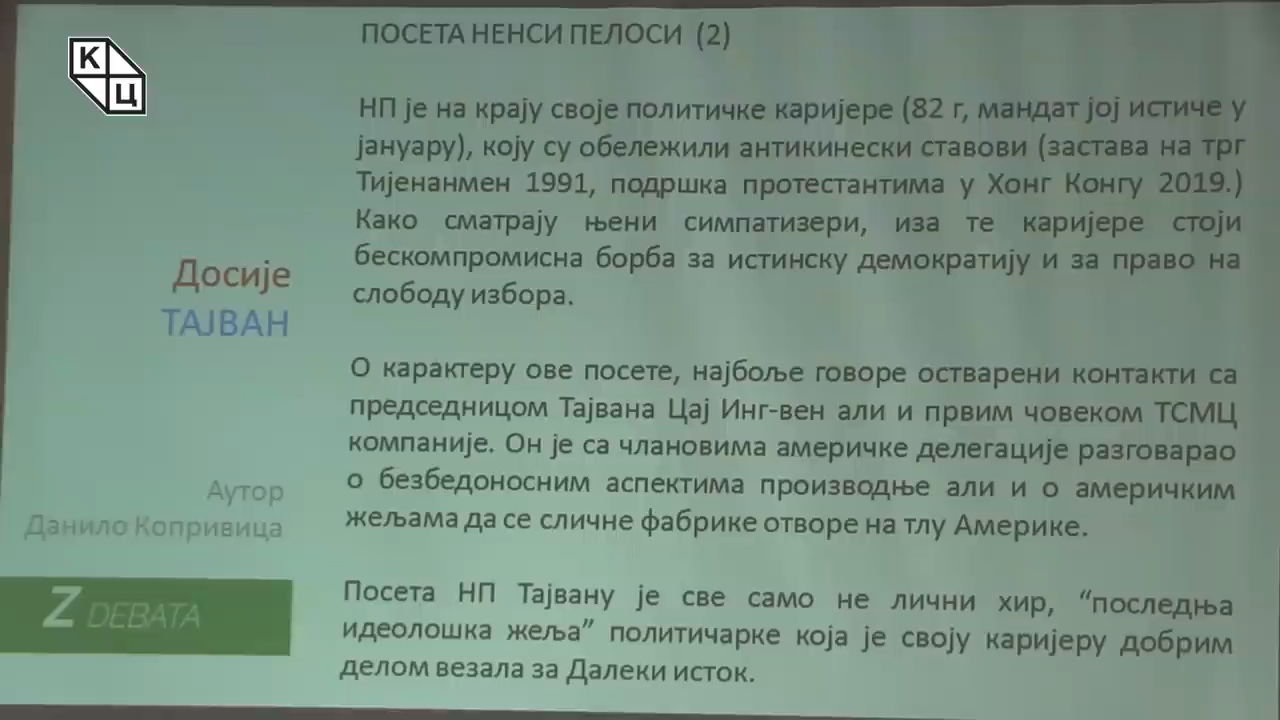 К
Ц
ПОСЕТА НЕНСИ ПЕЛОСИ (2)
НП је на крају своје политичке каријере (82 г, мандат јој истиче у
јануару), коју су обележили антикинески ставови (застава на трг
Тијенанмен 1991, подршка протестантима у Хонг Конгу 2019.)
Како сматрају њени симпатизери, иза те каријере стоји
бескомпромисна борба за истинску демократију и за право на
слободу избора.
Досије
ТАЈВАН
О карактеру ове посете, најбоље говоре остварени контакти са
председницом Тајвана Цај Инг-вен али и првим човеком ТСМЦ
компаније. Он је са члановима америчке делегације разговарао
о безбедоносним аспектима производње али и о америчким
жељама да се сличне фабрике отворе на тлу Америке.
Аутор
Данило Копривица
Z DEBATA
Посета НП Тајвану је све само не лични хир, “последња
идеолошка жеља” политичарке која је своју каријеру добрим
делом везала за Далеки исток.